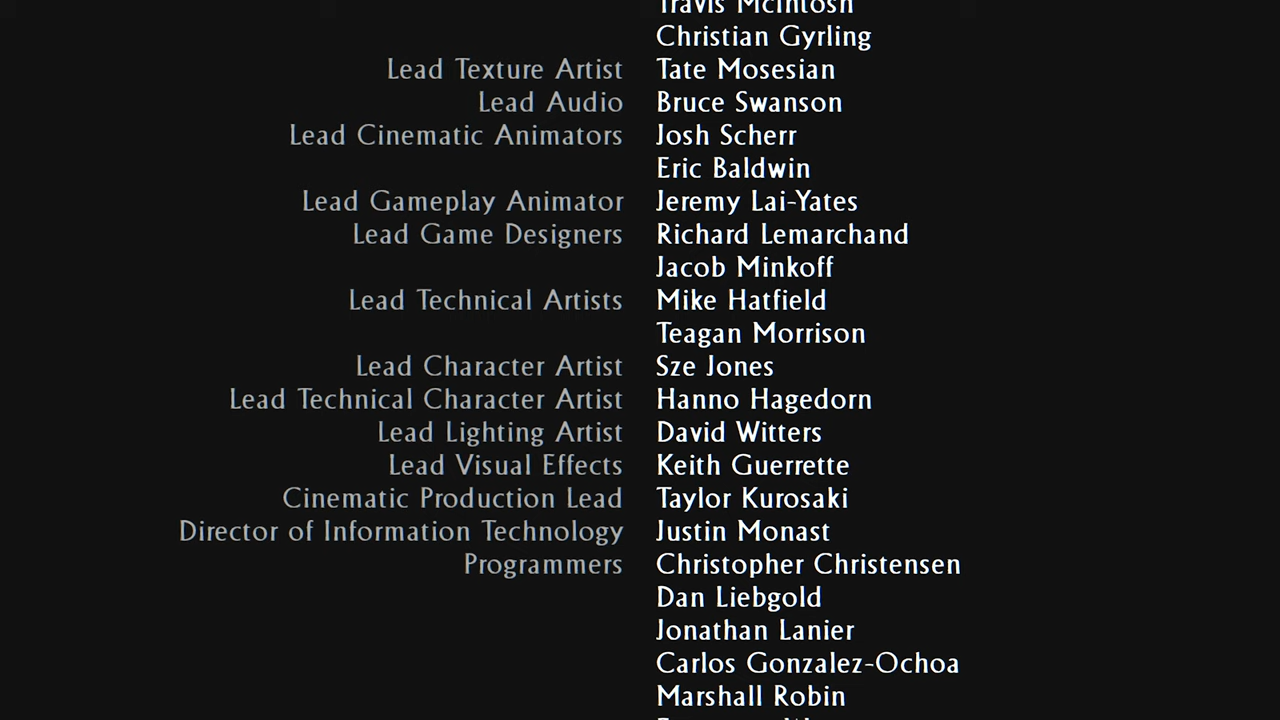 Travis McIntosh
Christian Gyrling
Lead Texture Artist Tate Mosesian
Lead Audio Bruce Swanson
Lead Cinematic Animators Josh Scherr
Eric Baldwin
Lead Gameplay Animator Jeremy Lai-Yates
Lead Game Designers Richard Lemarchand
Jacob Minkoff
Lead Technical Artists Mike Hatfield
Teagan Morrison
Lead Character Artist Sze Jones
Lead Technical Character Artist Hanno Hagedorn
Lead Lighting Artist David Witters
Lead Visual Effects Keith Guerrette
Cinematic Production Lead Taylor Kurosaki
Director of Information Technology Justin Monast
Programmers Christopher Christensen
Dan Liebgold
Jonathan Lanier
Carlos Gonzalez-Ochoa
Marshall Robin